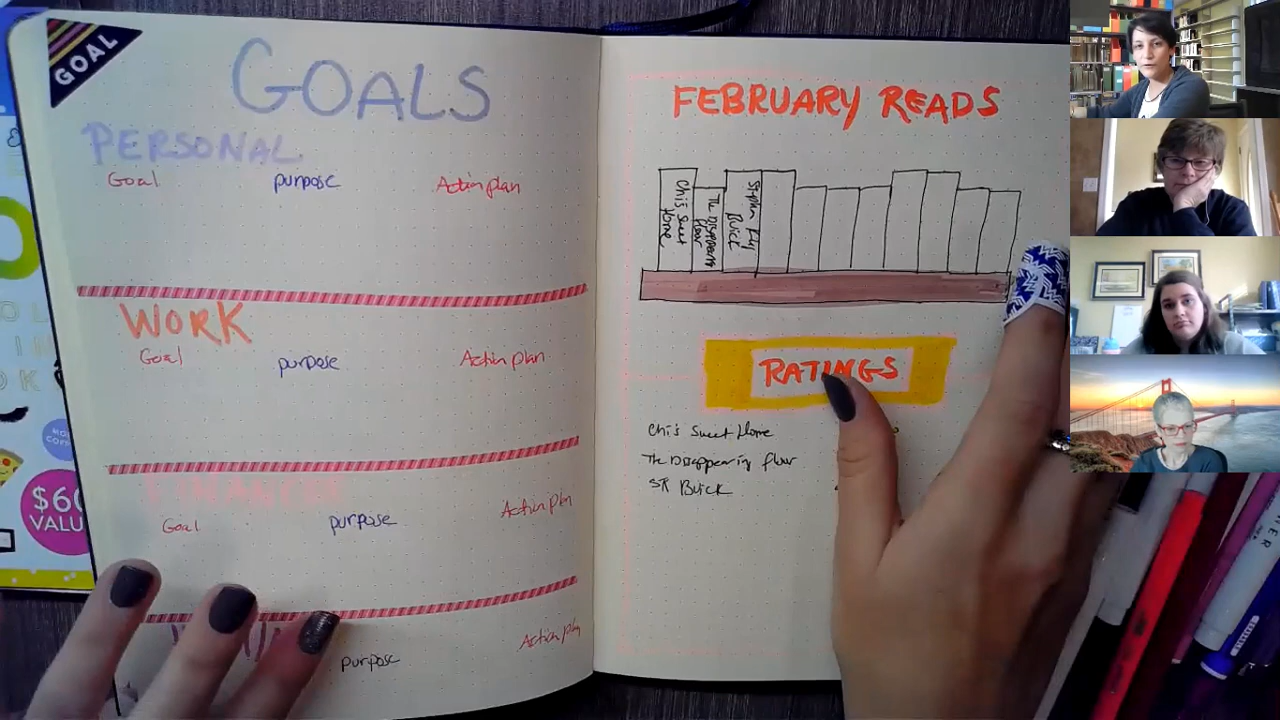 GOAL
GOALS
PERSONAL
Goal purpose Action plan
WORK
Goal purpose Action plan
FINANCES
Goal purpose Action plan
purpose Action plan
$60
VALU
FEBRUARY READS
Chi's Sweet Home
The Disappearing floor
Stephen King Buick
RATINGS
Chi's Sweet Home
The Disappearing floor
SK Buick